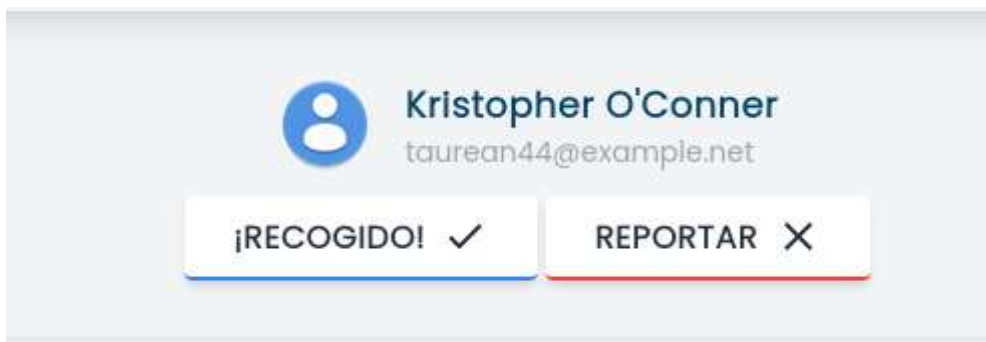 Kristopher O'Conner
taurean44@example.net
¡RECOGIDO!
REPORTAR